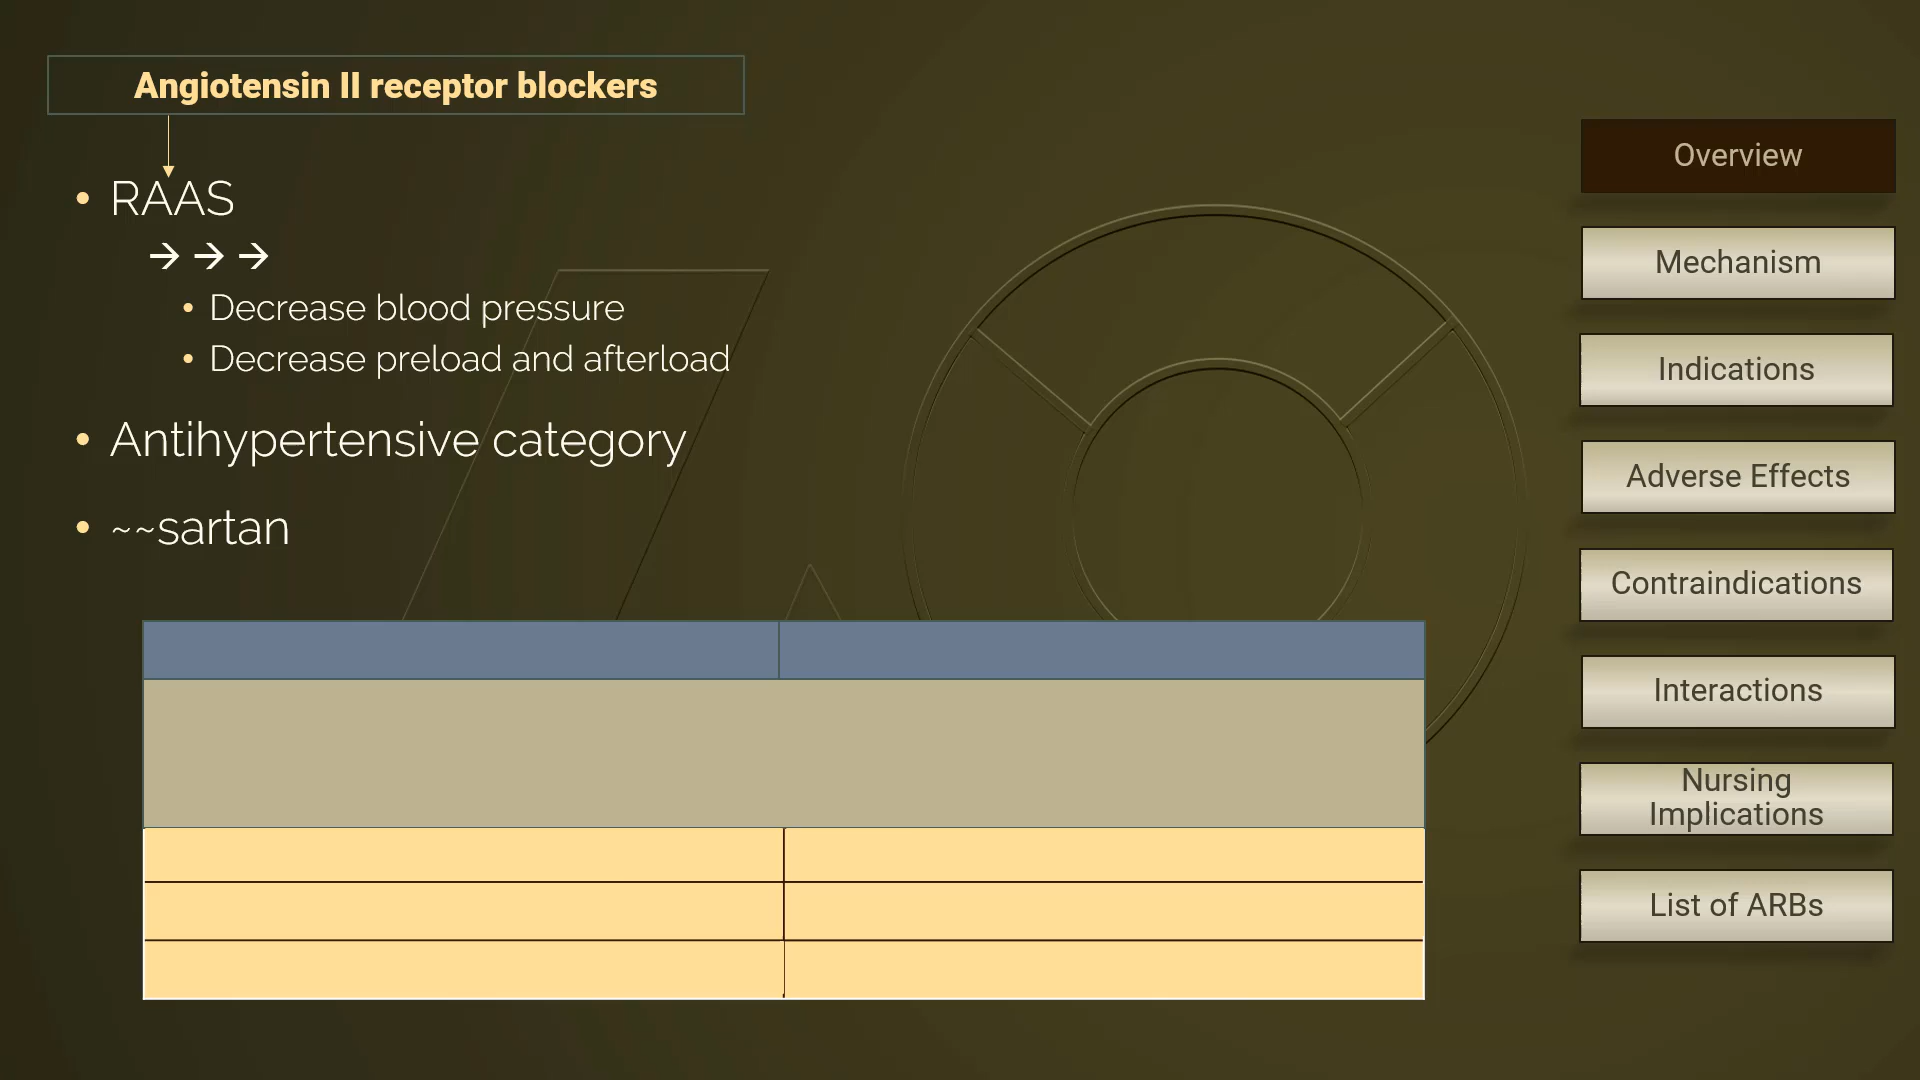 Angiotensin II receptor blockers
• RAAS
→ → →
• Decrease blood pressure
• Decrease preload and afterload
• Antihypertensive category
• ~~sartan
Overview
Mechanism
Indications
Adverse Effects
Contraindications
Interactions
Nursing
Implications
List of ARBs